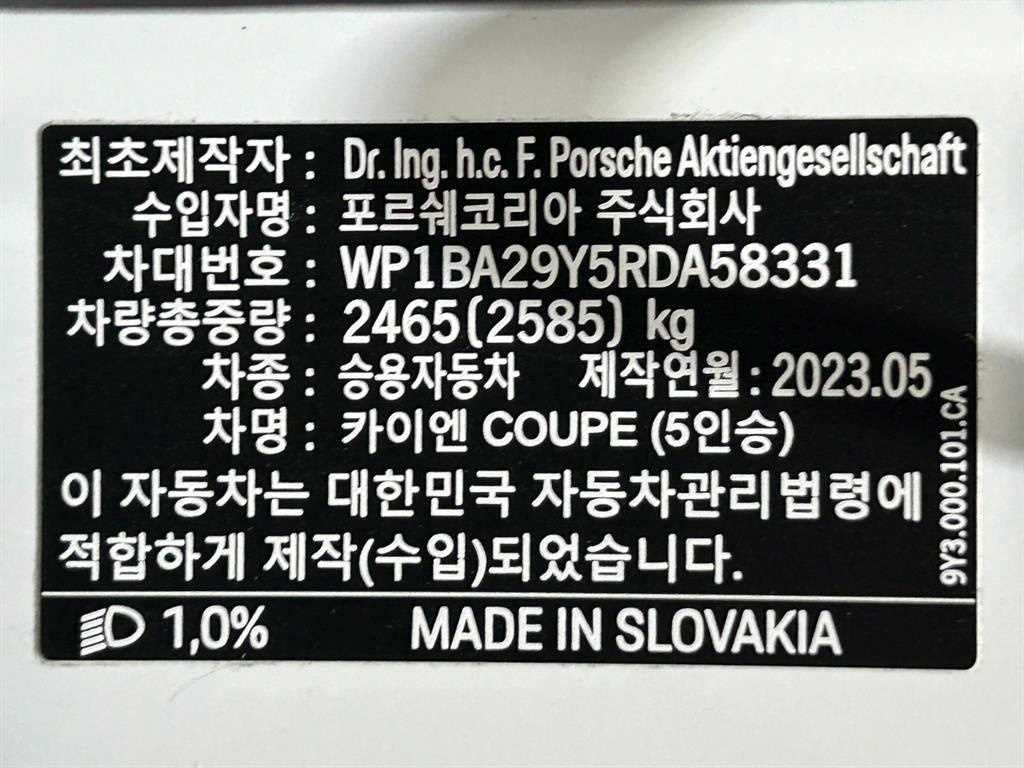 최초제작자 : Dr. Ing. h.c. F. Porsche Aktiengesellschaft
수입자명 : 포르쉐코리아 주식회사
차대번호 : WP1BA29Y5RDA58331
차량총중량 : 2465(2585) kg
차종 : 승용자동차 제작연월 : 2023.05
차명 : 카이엔 COUPE (5인승)
이 자동차는 대한민국 자동차관리법령에
적합하게 제작(수입)되었습니다.
9Y3.000.101.CA
1,0% MADE IN SLOVAKIA